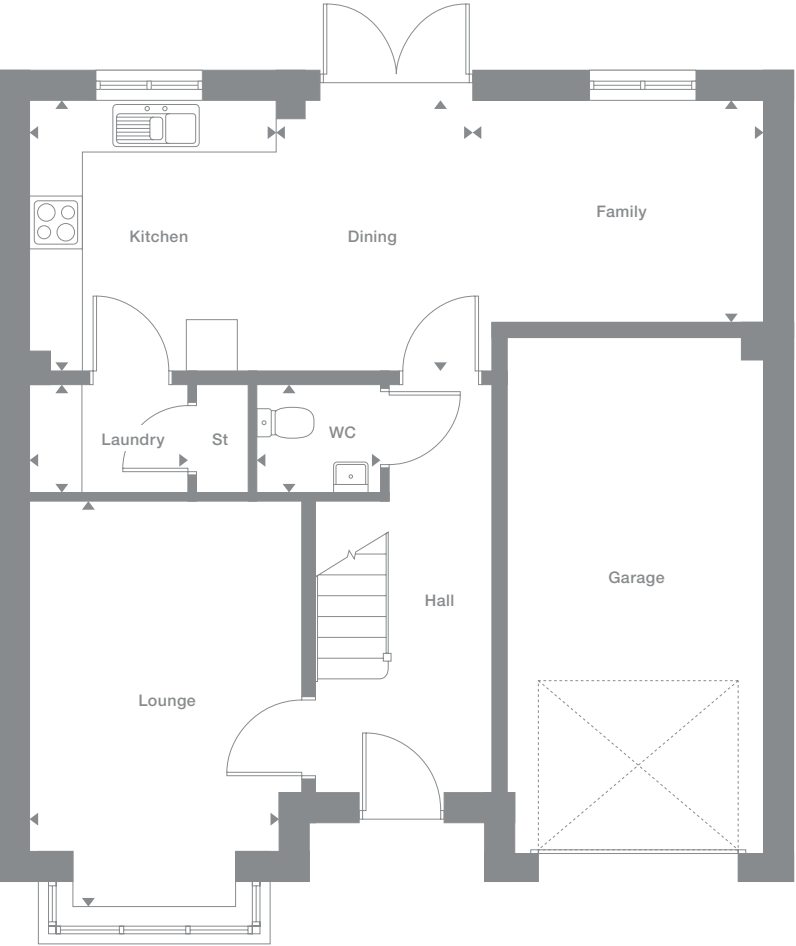 Family
Kitchen
Dining
Laundry
St
WC
Garage
Hall
Lounge